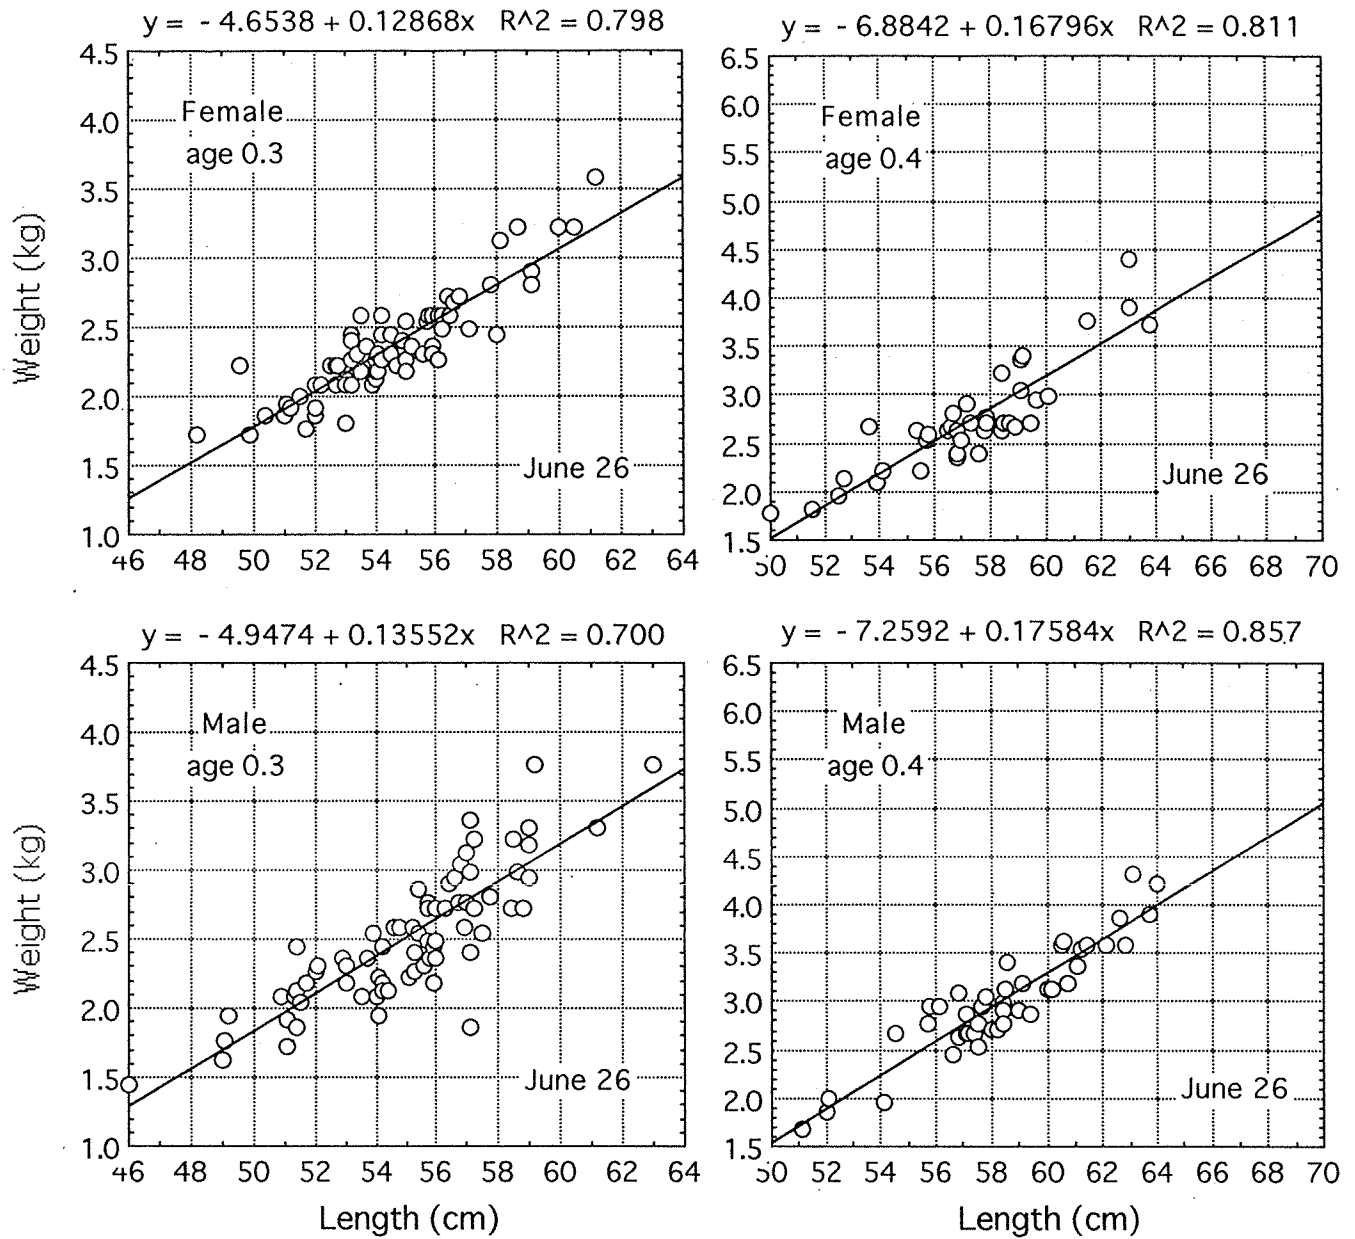 y = - 4.6538 + 0.12868x R^2 = 0.798
4.5
4.0
3.5
3.0
2.5
2.0
1.5
1.0
Weight (kg)
Female
age 0.3
June 26
46 50 52 54 56 58 60 62 64
y = - 6.8842 + 0.16796x R^2 = 0.811
6.5
6.0
5.5
5.0
4.5
4.0
3.5
3.0
2.5
2.0
1.5
Female
age 0.4
June 26
50 52 54 56 58 60 62 64 66 68 70
y = - 4.9474 + 0.13552x R^2 = 0.700
4.5
4.0
3.5
3.0
2.5
2.0
1.5
1.0
Weight (kg)
Male
age 0.3
June 26
46 50 52 54 56 58 60 62 64
Length (cm)
y = - 7.2592 + 0.17584x R^2 = 0.857
6.5
6.0
5.5
5.0
4.5
4.0
3.5
3.0
2.5
2.0
1.5
Male
age 0.4
June 26
50 52 54 56 58 60 62 64 66 68 70
Length (cm)